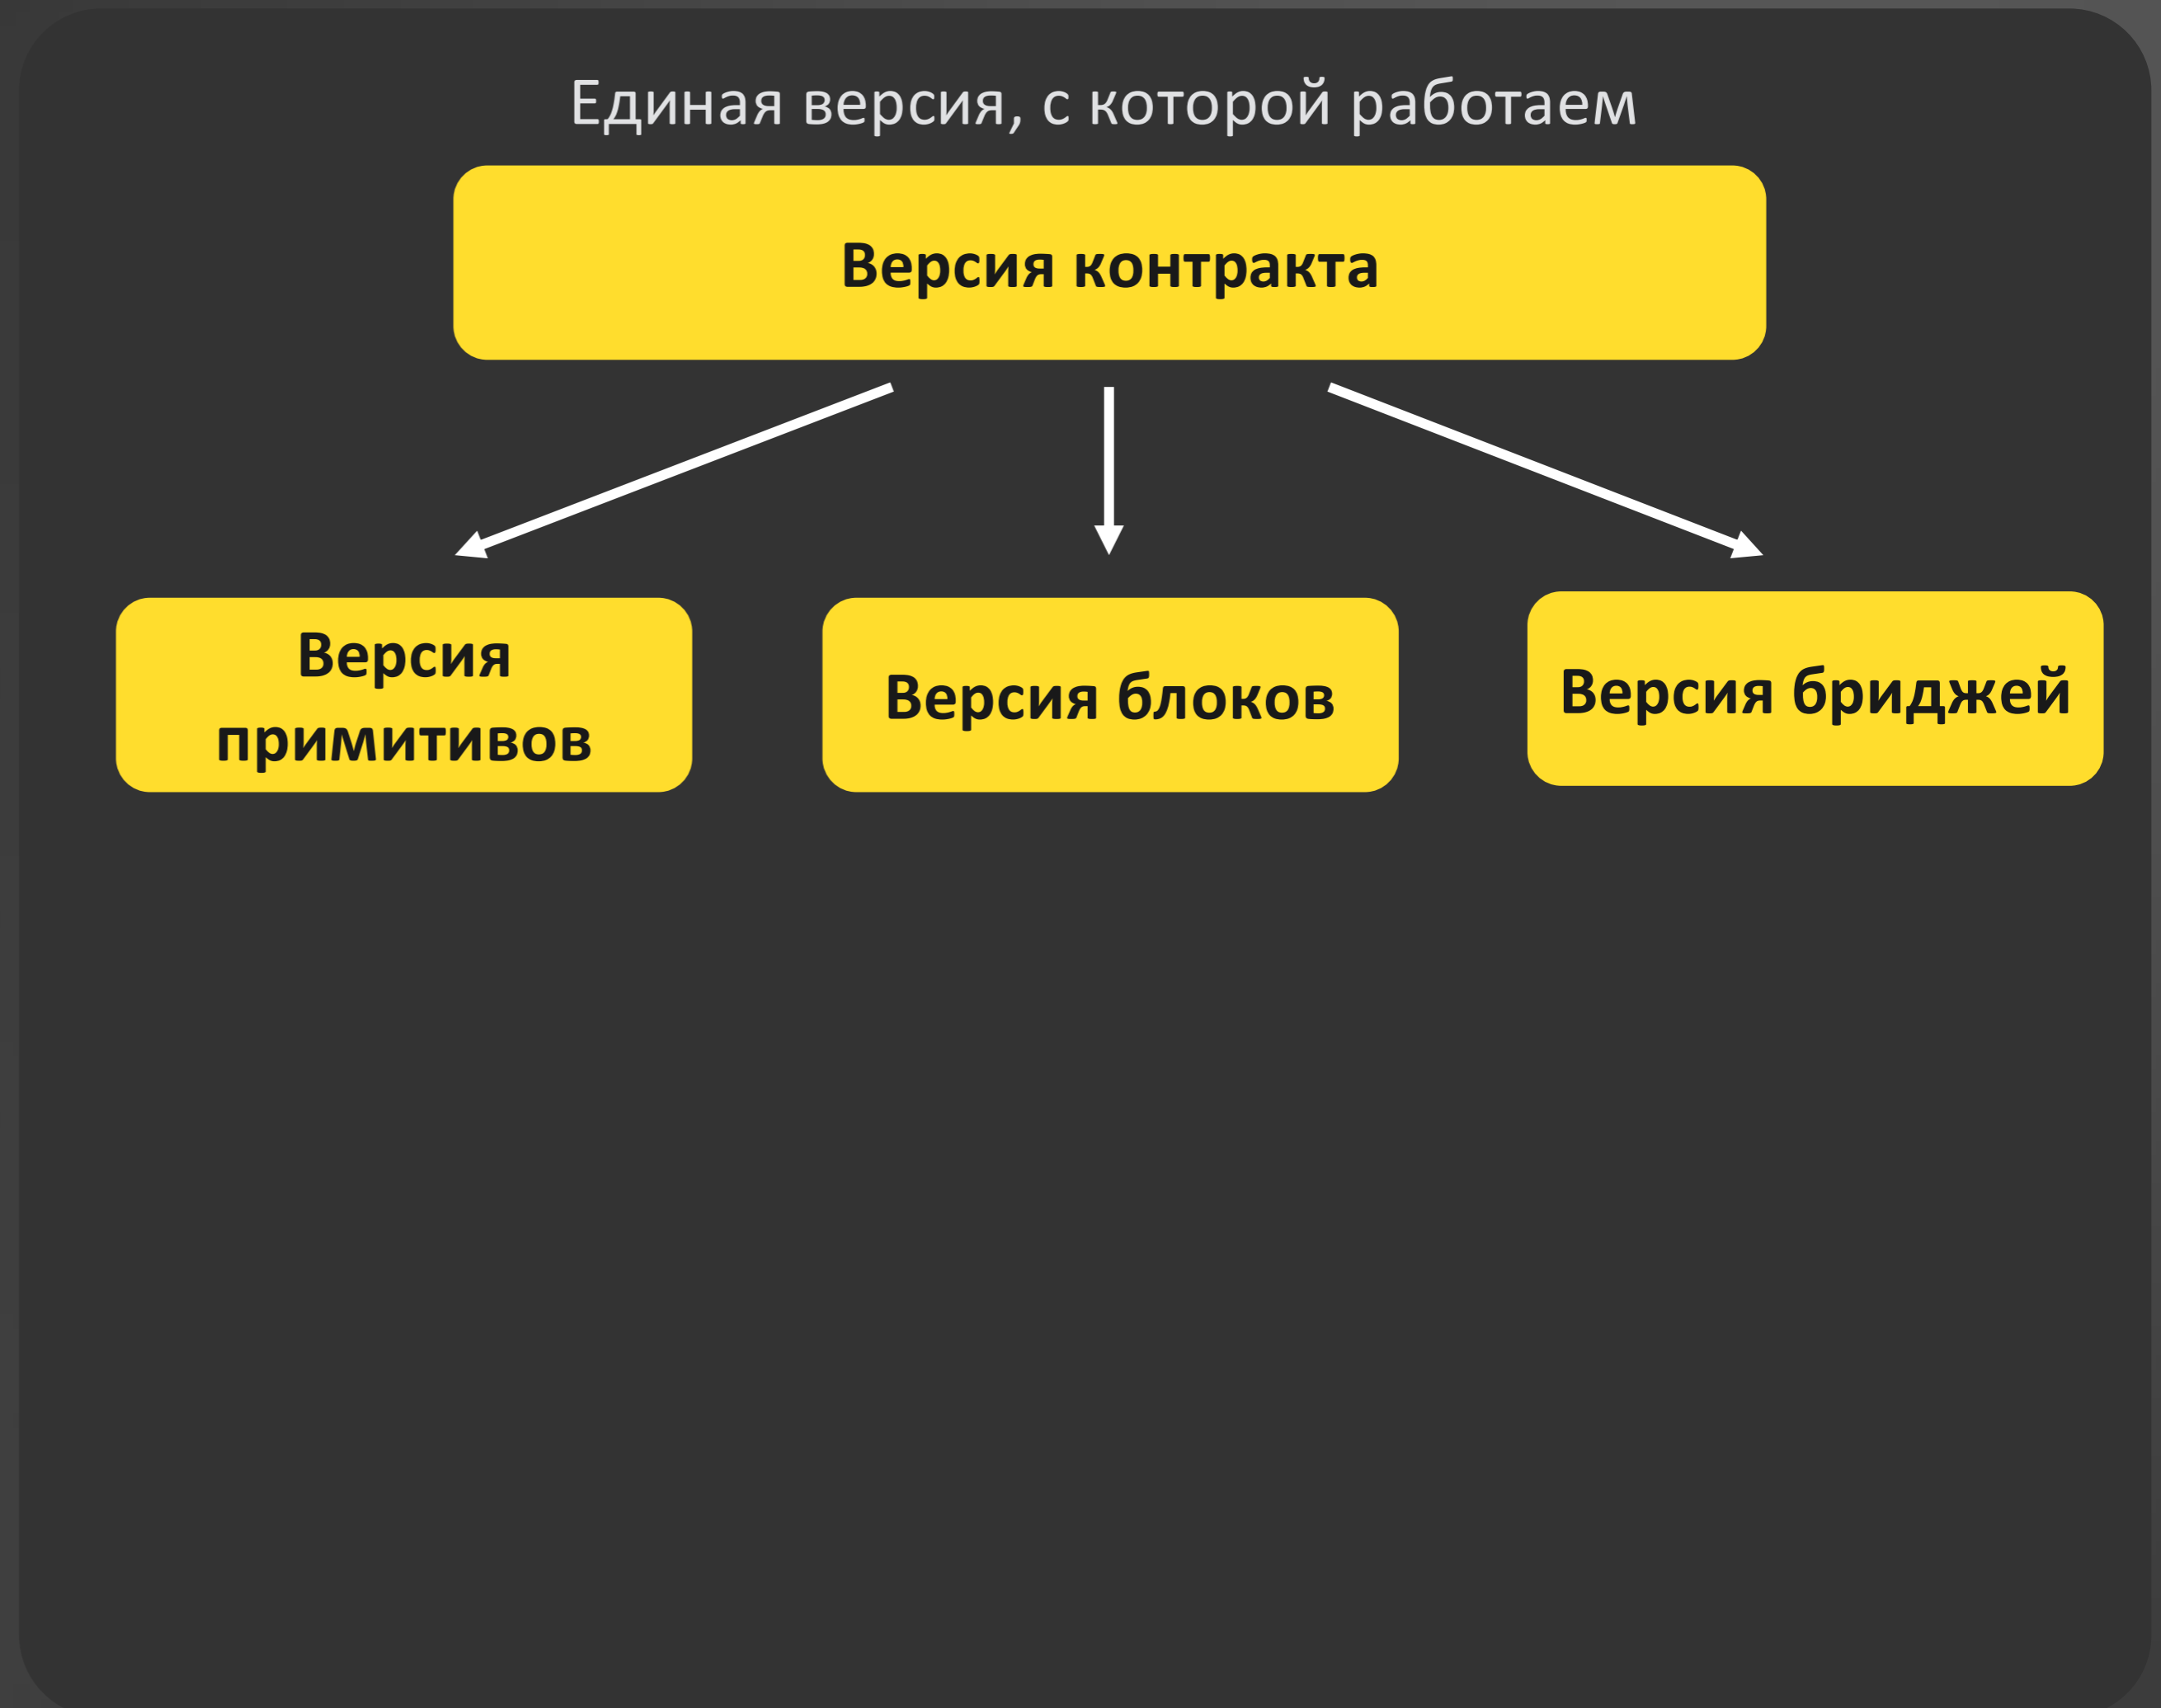 Единая версия, с которой работаем
Версия контракта
Версия
примитивов
Версия блоков
Версия бриджей